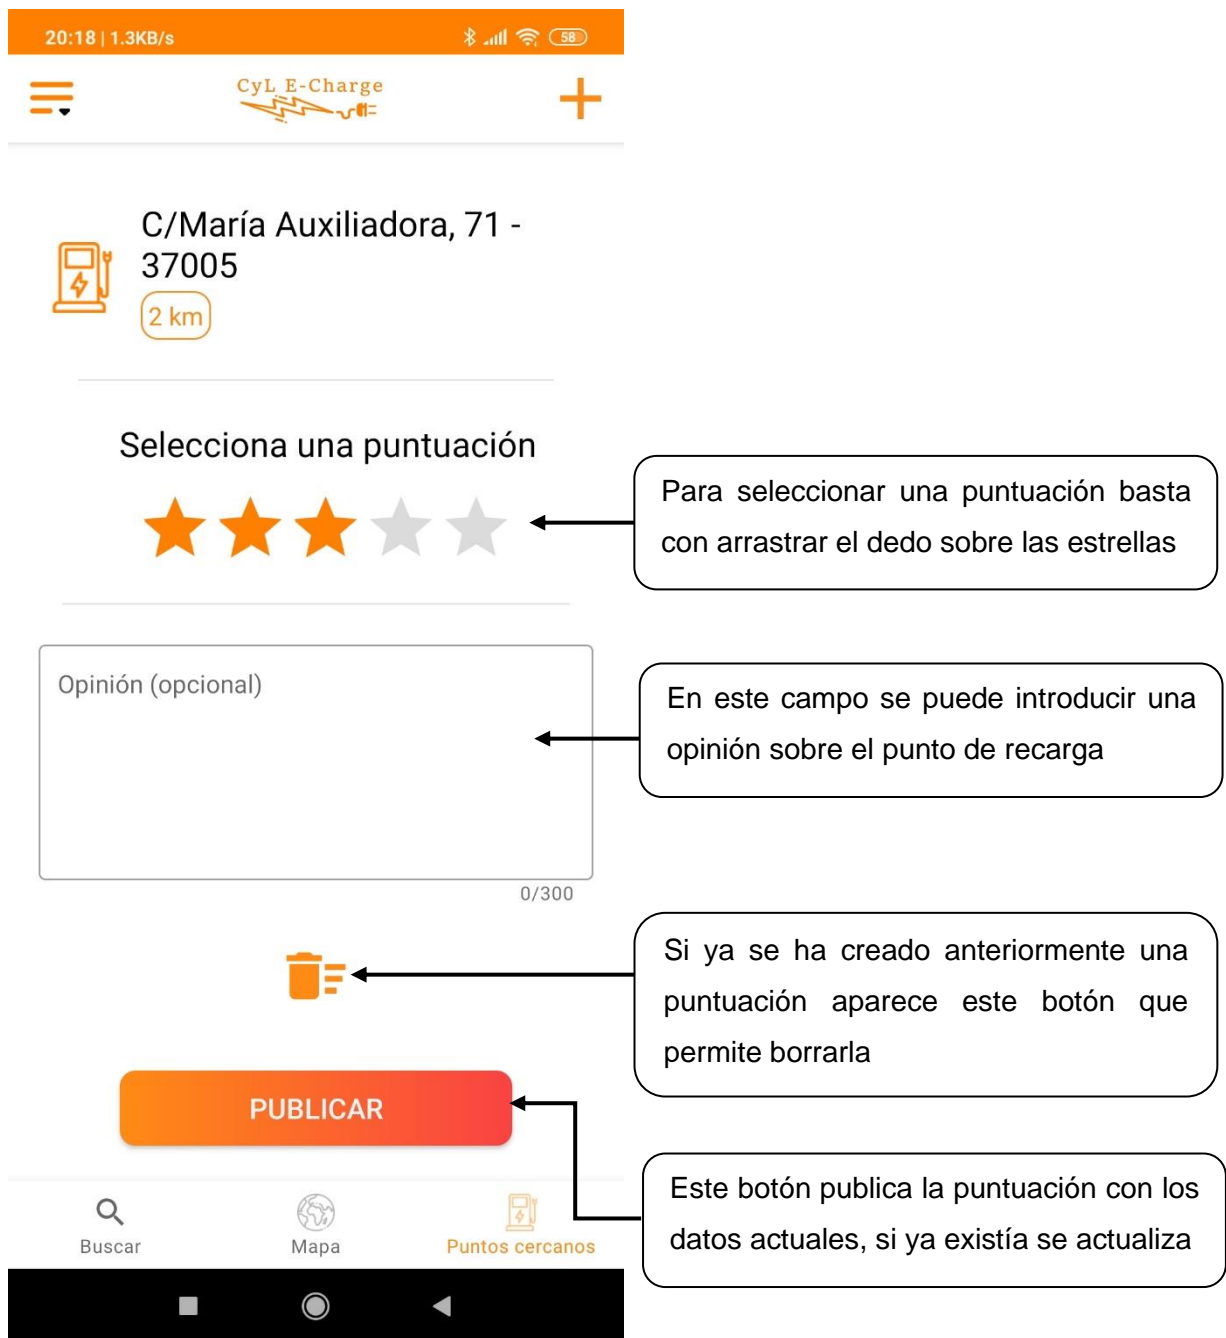 20:18 | 1.3KB/s
58
CyL E-Charge
C/María Auxiliadora, 71 -
37005
2 km
Selecciona una puntuación
Para seleccionar una puntuación basta
con arrastrar el dedo sobre las estrellas
Opinión (opcional)
En este campo se puede introducir una
opinión sobre el punto de recarga
0/300
Si ya se ha creado anteriormente una
puntuación aparece este botón que
permite borrarla
PUBLICAR
Este botón publica la puntuación con los
datos actuales, si ya existía se actualiza
Buscar
Mapa
Puntos cercanos